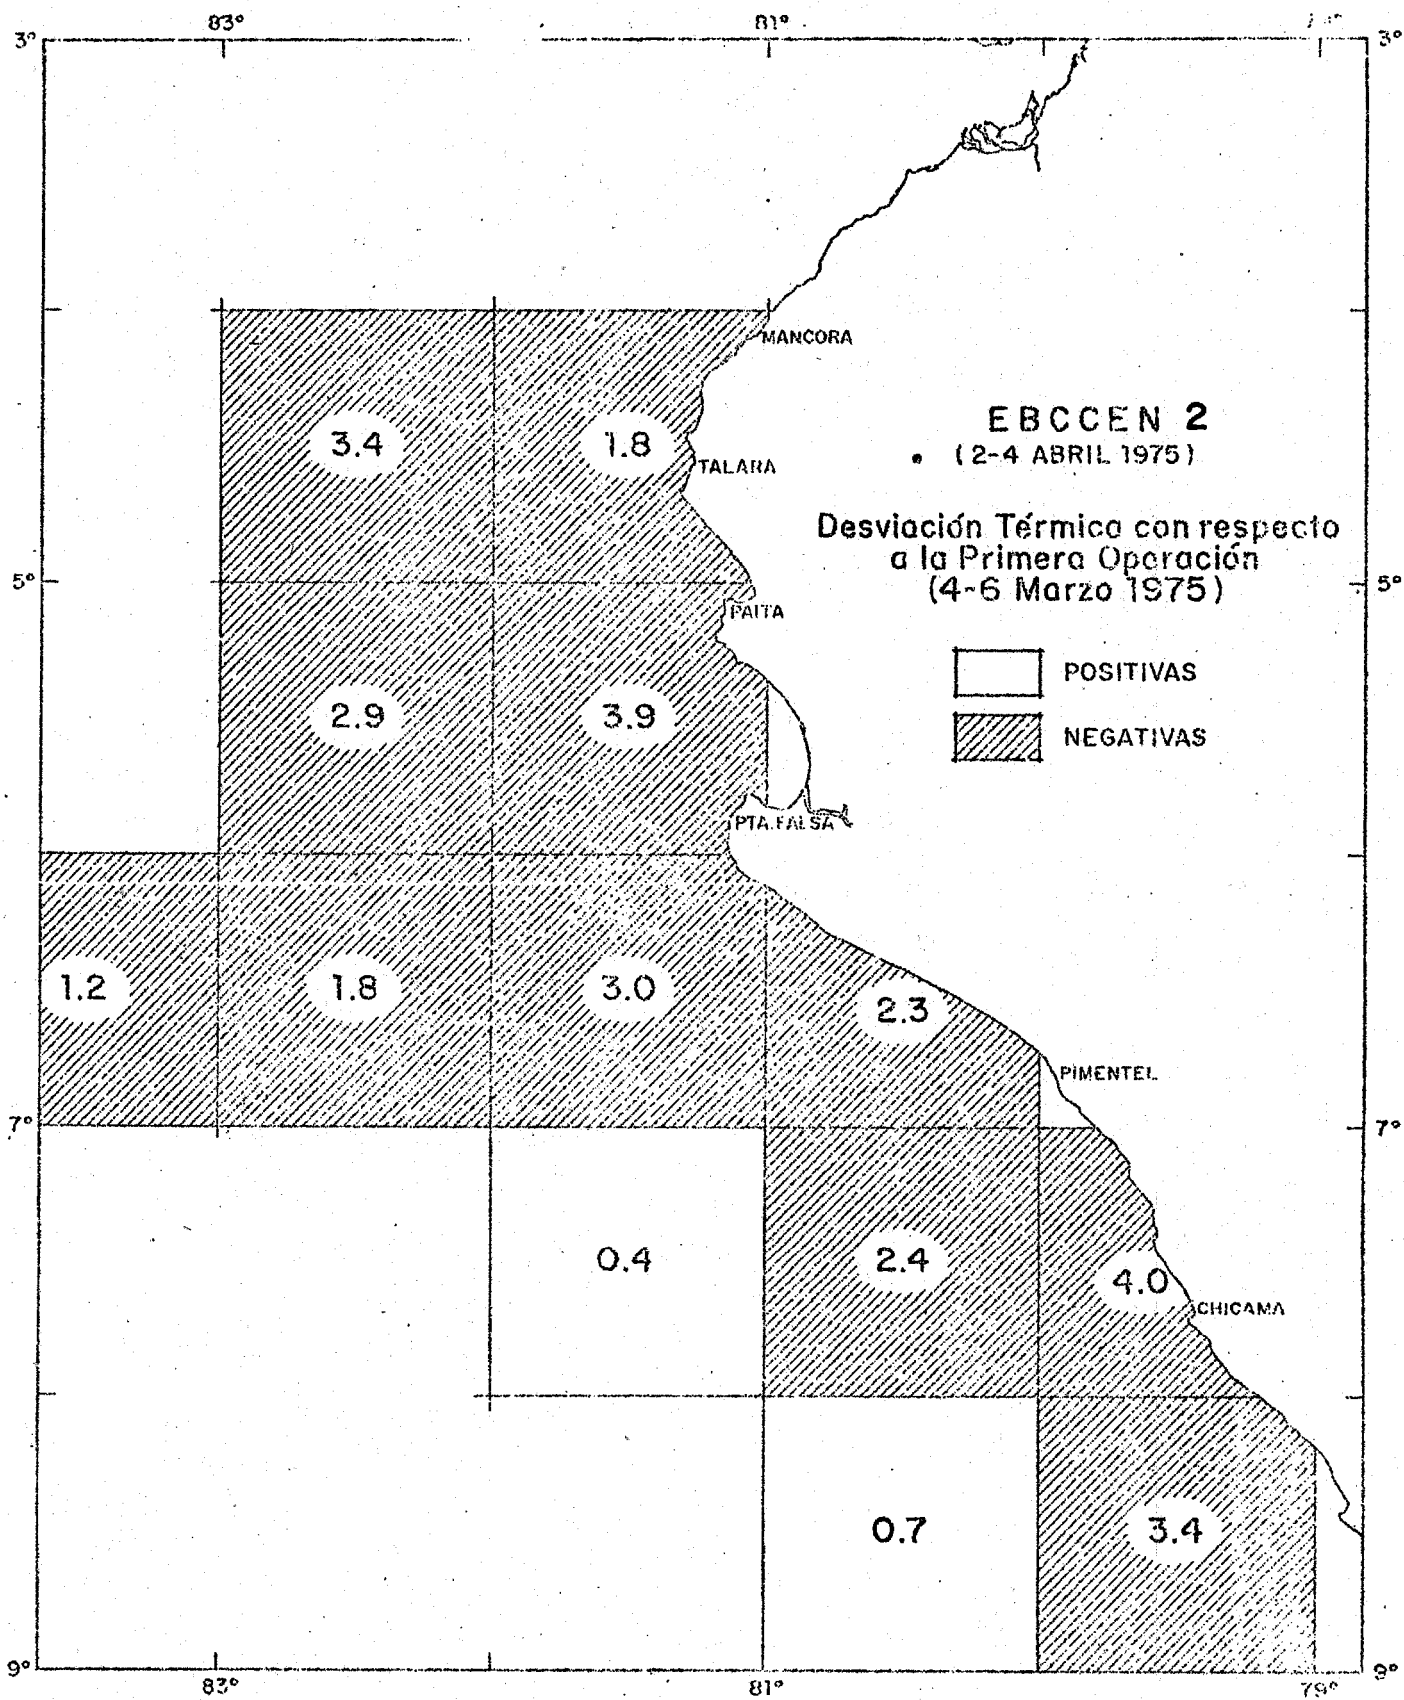 83° 81°
3° 3°
MANCORA
EBCCEN 2
3.4 1.8
(2-4 ABRIL 1975)
TALARA
Desviación Térmica con respecto
a la Primera Operación
(4-6 Marzo 1975)
5° 5°
PAITA
POSITIVAS
2.9 3.9
NEGATIVAS
PTA. FALSA
1.2 1.8 3.0 2.3
PIMENTEL
7° 7°
0.4 2.4 4.0
CHICAMA
0.7 3.4
9° 9°
83° 81° 79°